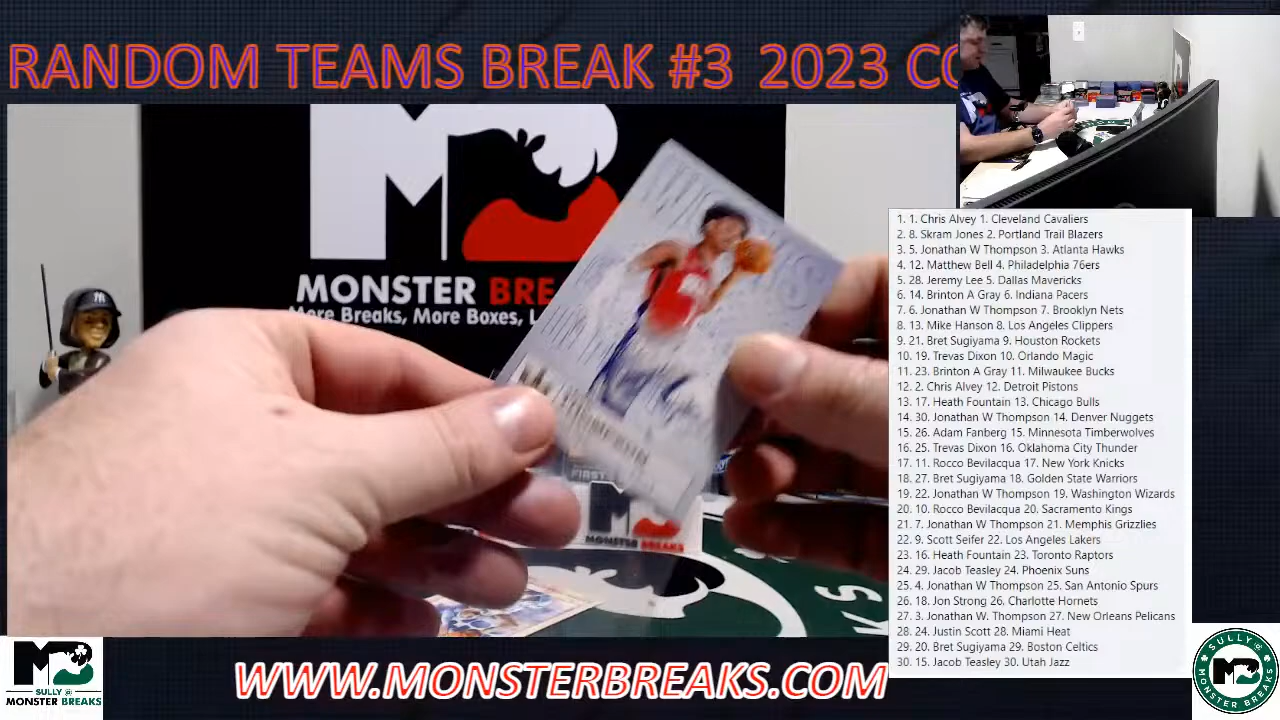 RANDOM TEAMS BREAK #3 2023 CO
MONSTER BRE
More Breaks, More Boxes, L
FIRST
MONSTER BREAKS
KS
1. 1. Chris Alvey 1. Cleveland Cavaliers
2. 8. Skram Jones 2. Portland Trail Blazers
3. 5. Jonathan W Thompson 3. Atlanta Hawks
4. 12. Matthew Bell 4. Philadelphia 76ers
5. 28. Jeremy Lee 5. Dallas Mavericks
6. 14. Brinton A Gray 6. Indiana Pacers
7. 6. Jonathan W Thompson 7. Brooklyn Nets
8. 13. Mike Hanson 8. Los Angeles Clippers
9. 21. Bret Sugiyama 9. Houston Rockets
10. 19. Trevas Dixon 10. Orlando Magic
11. 23. Brinton A Gray 11. Milwaukee Bucks
12. 2. Chris Alvey 12. Detroit Pistons
13. 17. Heath Fountain 13. Chicago Bulls
14. 30. Jonathan W Thompson 14. Denver Nuggets
15. 26. Adam Fanberg 15. Minnesota Timberwolves
16. 25. Trevas Dixon 16. Oklahoma City Thunder
17. 11. Rocco Bevilacqua 17. New York Knicks
18. 27. Bret Sugiyama 18. Golden State Warriors
19. 22. Jonathan W Thompson 19. Washington Wizards
20. 10. Rocco Bevilacqua 20. Sacramento Kings
21. 7. Jonathan W Thompson 21. Memphis Grizzlies
22. 9. Scott Seifer 22. Los Angeles Lakers
23. 16. Heath Fountain 23. Toronto Raptors
24. 29. Jacob Teasley 24. Phoenix Suns
25. 4. Jonathan W Thompson 25. San Antonio Spurs
26. 18. Jon Strong 26. Charlotte Hornets
27. 3. Jonathan W. Thompson 27. New Orleans Pelicans
28. 24. Justin Scott 28. Miami Heat
29. 20. Bret Sugiyama 29. Boston Celtics
30. 15. Jacob Teasley 30. Utah Jazz
SULLY @
MONSTER BREAKS
WWW.MONSTERBREAKS.COM
SULLY @
MONSTER BREAKS